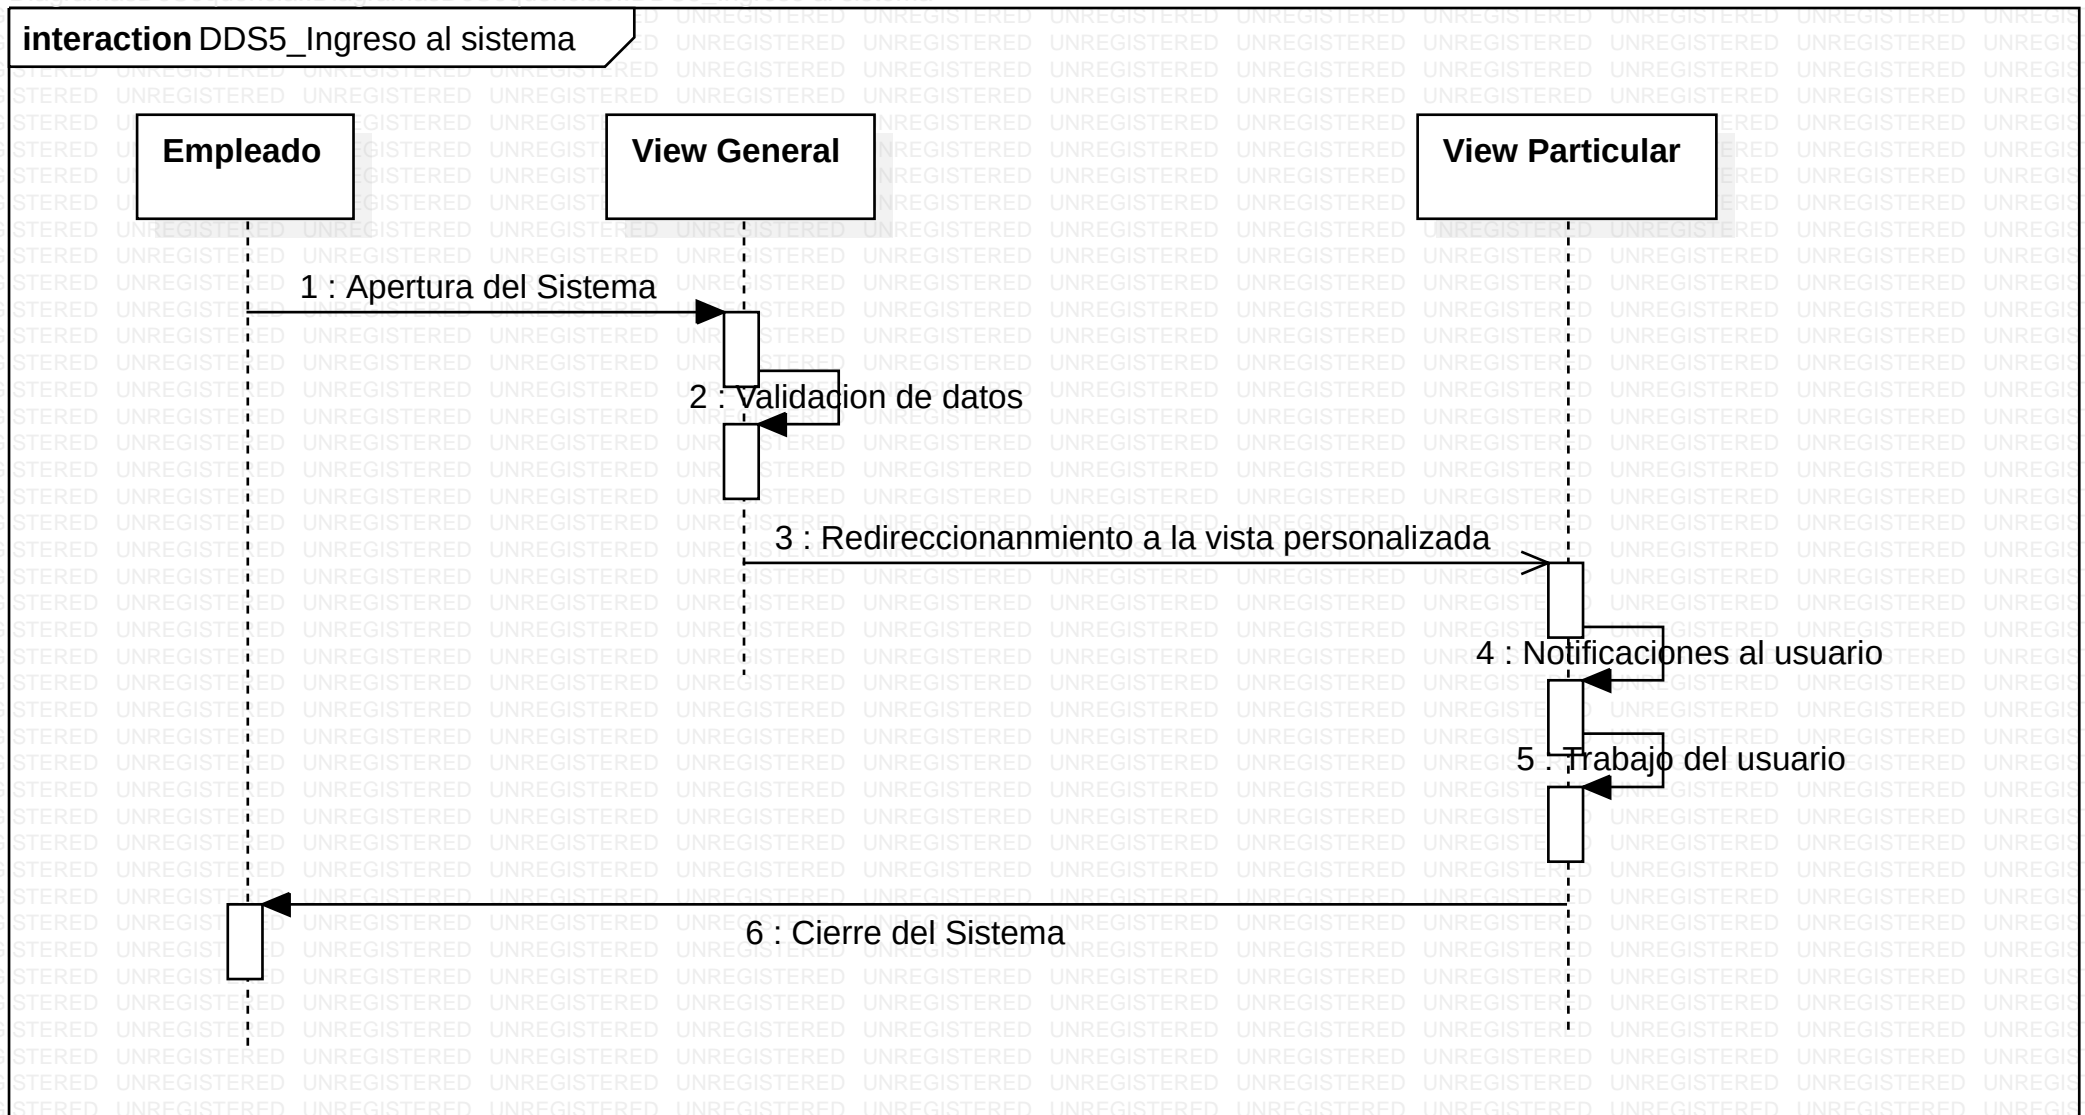 interaction DDS5_Ingreso al sistema
Empleado
View General
View Particular
1 : Apertura del Sistema
2 : Validacion de datos
3 : Redireccionanmiento a la vista personalizada
4 : Notificaciones al usuario
5 : Trabajo del usuario
6 : Cierre del Sistema
UNREGISTERED